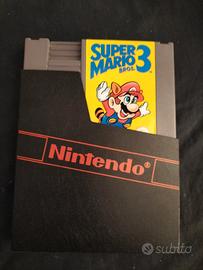 SUPER
MARIO 3
BROS.
Nintendo®
subito